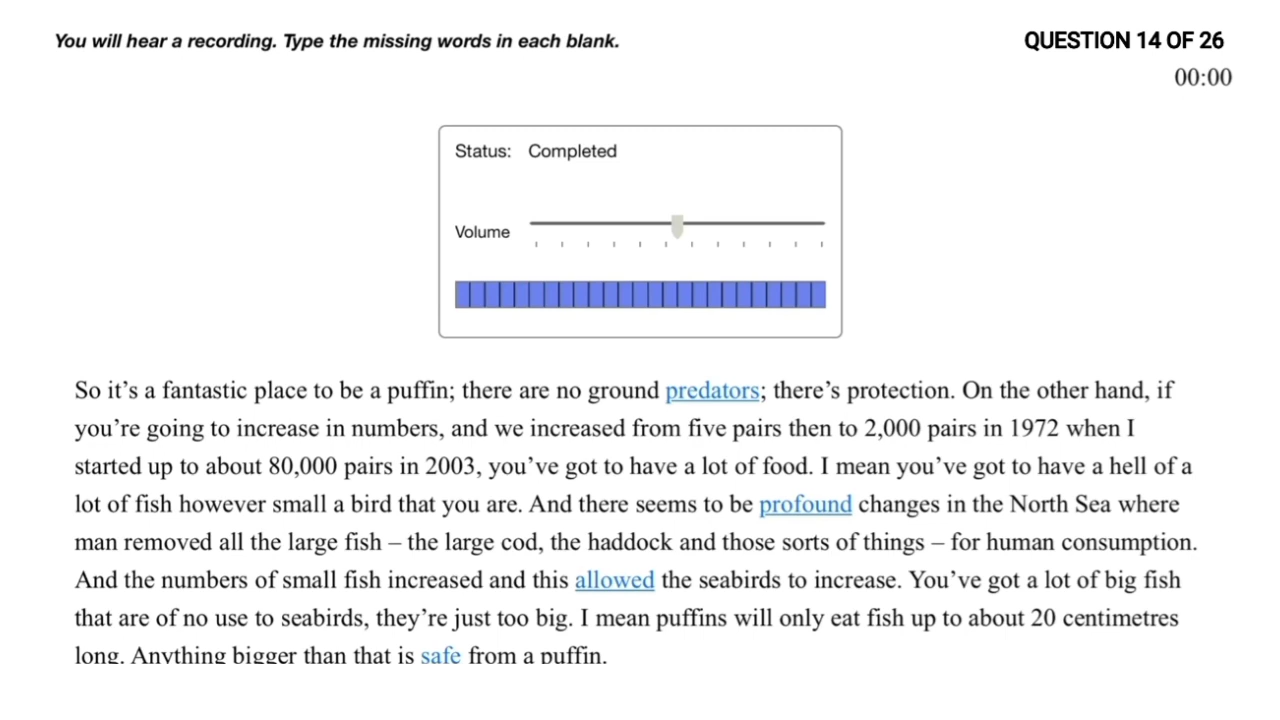 You will hear a recording. Type the missing words in each blank.
QUESTION 14 OF 26
00:00
Status: Completed
Volume
So it’s a fantastic place to be a puffin; there are no ground predators; there’s protection. On the other hand, if
you’re going to increase in numbers, and we increased from five pairs then to 2,000 pairs in 1972 when I
started up to about 80,000 pairs in 2003, you’ve got to have a lot of food. I mean you’ve got to have a hell of a
lot of fish however small a bird that you are. And there seems to be profound changes in the North Sea where
man removed all the large fish – the large cod, the haddock and those sorts of things – for human consumption.
And the numbers of small fish increased and this allowed the seabirds to increase. You’ve got a lot of big fish
that are of no use to seabirds, they’re just too big. I mean puffins will only eat fish up to about 20 centimetres
long. Anything bigger than that is safe from a puffin.